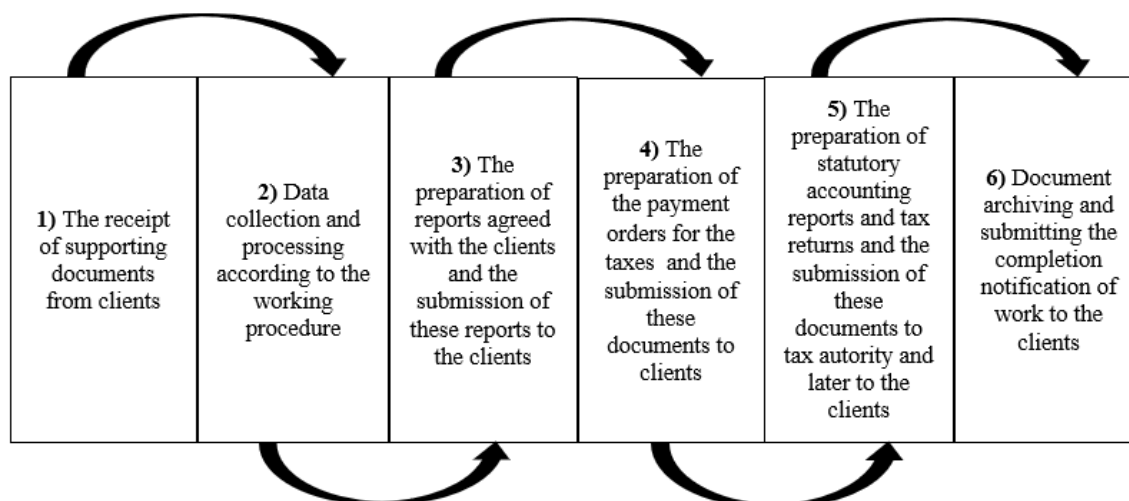 1) The receipt
of supporting
documents
from clients
2) Data
collection and
processing
according to the
working
procedure
3) The
preparation of
reports agreed
with the clients
and the
submission of
these reports to
the clients
4) The
preparation of
the payment
orders for the
taxes and the
submission of
these
documents to
clients
5) The
preparation of
statutory
accounting
reports and tax
returns and the
submission of
these
documents to
tax autority and
later to the
clients
6) Document
archiving and
submitting the
completion
notification of
work to the
clients